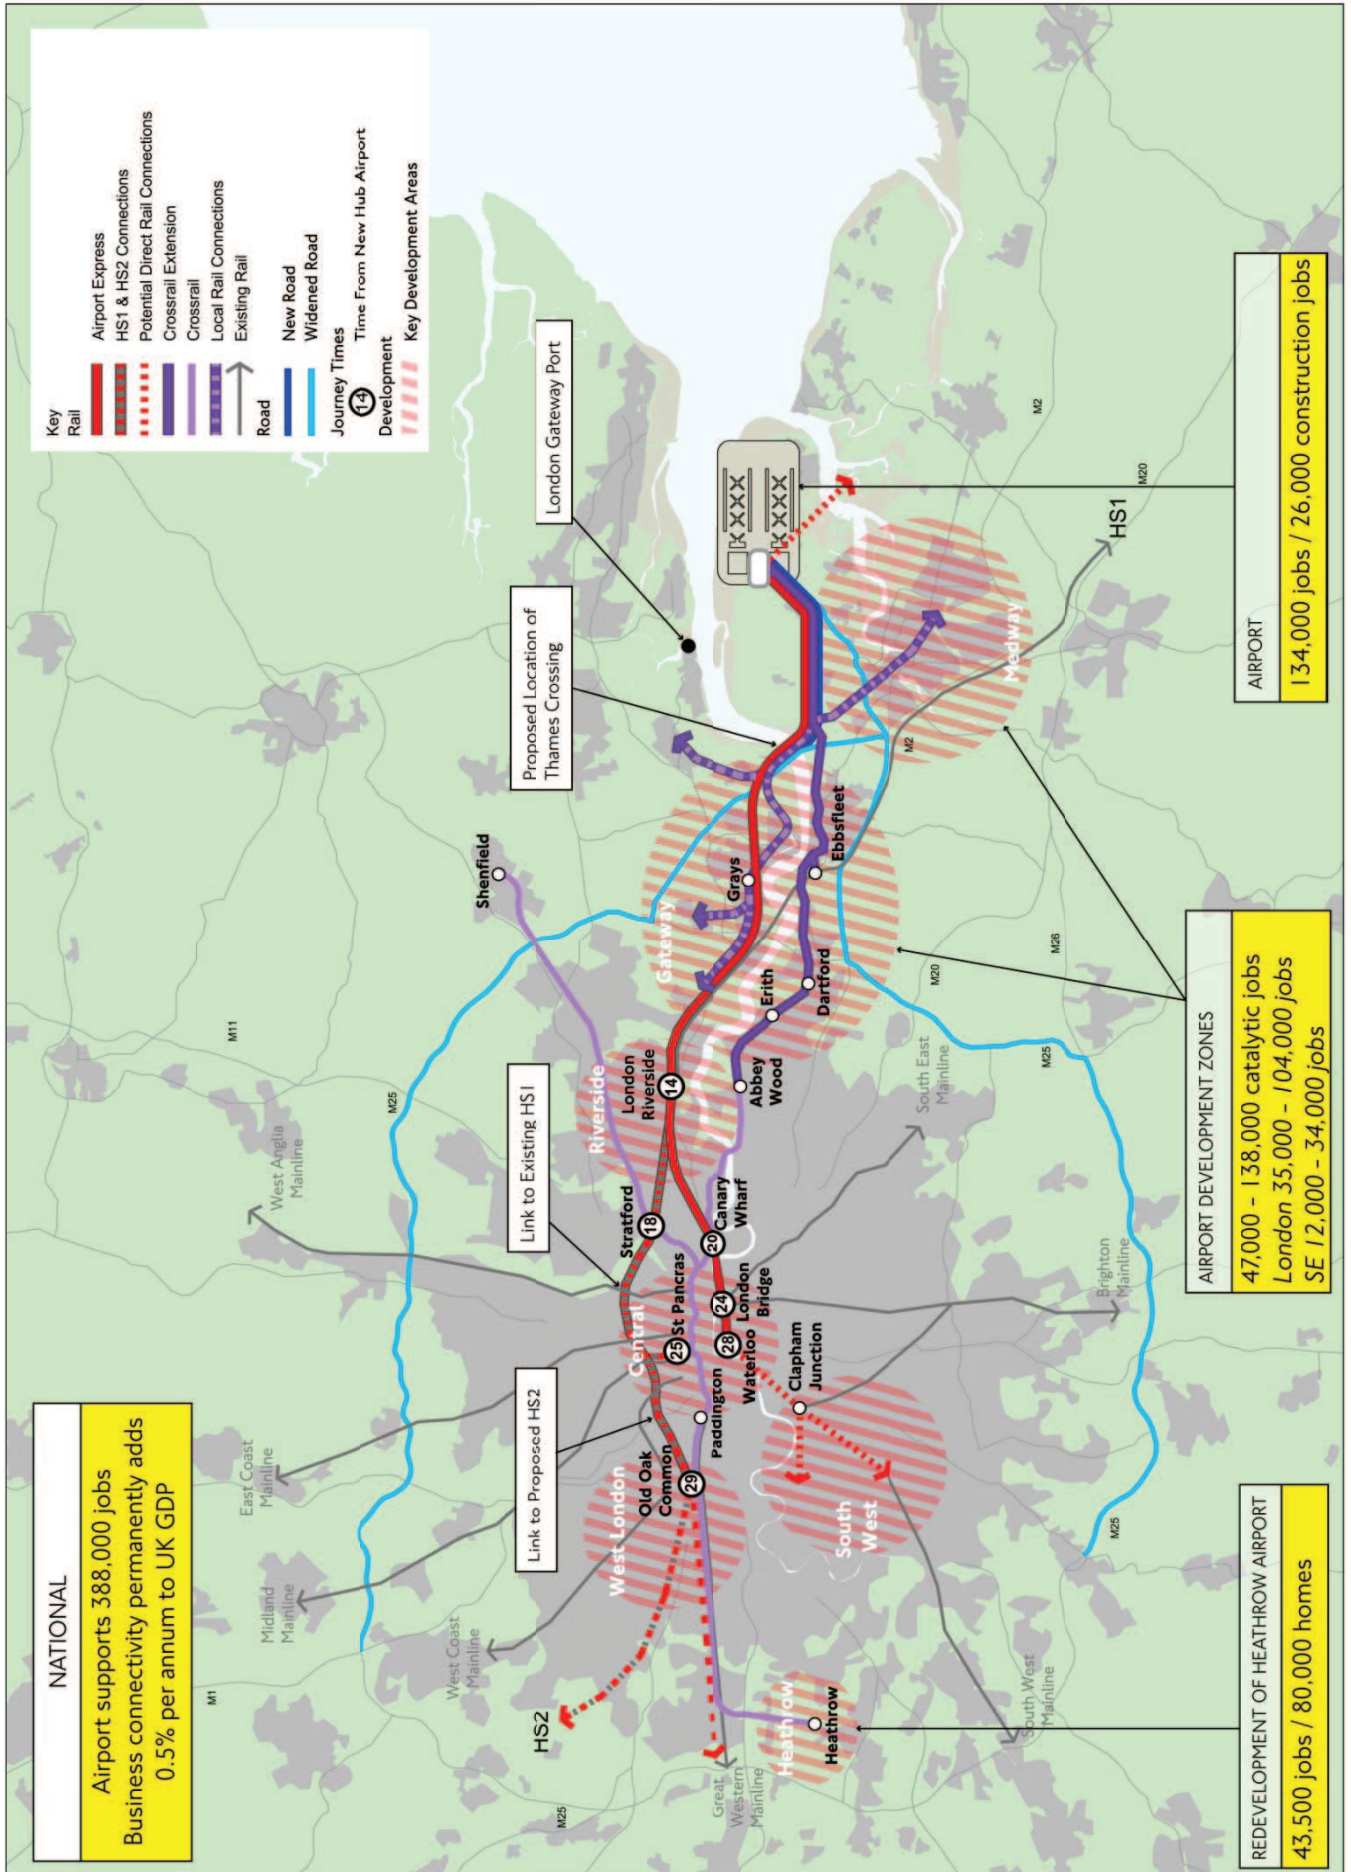 NATIONAL
Airport supports 388,000 jobs
Business connectivity permanently adds
0.5% per annum to UK GDP
Key
Rail
Airport Express
HS1 & HS2 Connections
Potential Direct Rail Connections
Crossrail Extension
Crossrail
Local Rail Connections
Existing Rail
Road
New Road
Widened Road
Journey Times
14
Time From New Hub Airport
Development
Key Development Areas
London Gateway Port
Proposed Location of
Thames Crossing
Link to Existing HS1
Link to Proposed HS2
M1
M11
M25
M25
M25
M25
M20
M26
M2
M2
M20
Midland
Mainline
East Coast
Mainline
West Anglia
Mainline
West Coast
Mainline
Great
Western
Mainline
South West
Mainline
Brighton
Mainline
South East
Mainline
HS2
HS1
Shenfield
West London
Central
Riverside
Gateway
Medway
South
West
Heathrow
Heathrow
Old Oak
Common
29
Paddington
St Pancras
25
Stratford
18
London
Riverside
14
Canary
Wharf
20
London
Bridge
24
Waterloo
28
Clapham
Junction
Abbey
Wood
Erith
Dartford
Grays
Ebbsfleet
REDEVELOPMENT OF HEATHROW AIRPORT
43,500 jobs / 80,000 homes
AIRPORT DEVELOPMENT ZONES
47,000 - 138,000 catalytic jobs
London 35,000 - 104,000 jobs
SE 12,000 - 34,000 jobs
AIRPORT
134,000 jobs / 26,000 construction jobs